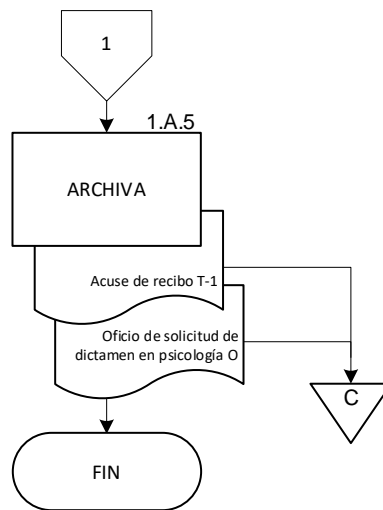 1
1.A.5
ARCHIVA
Acuse de recibo T-1
Oficio de solicitud de
dictamen en psicología O
C
FIN